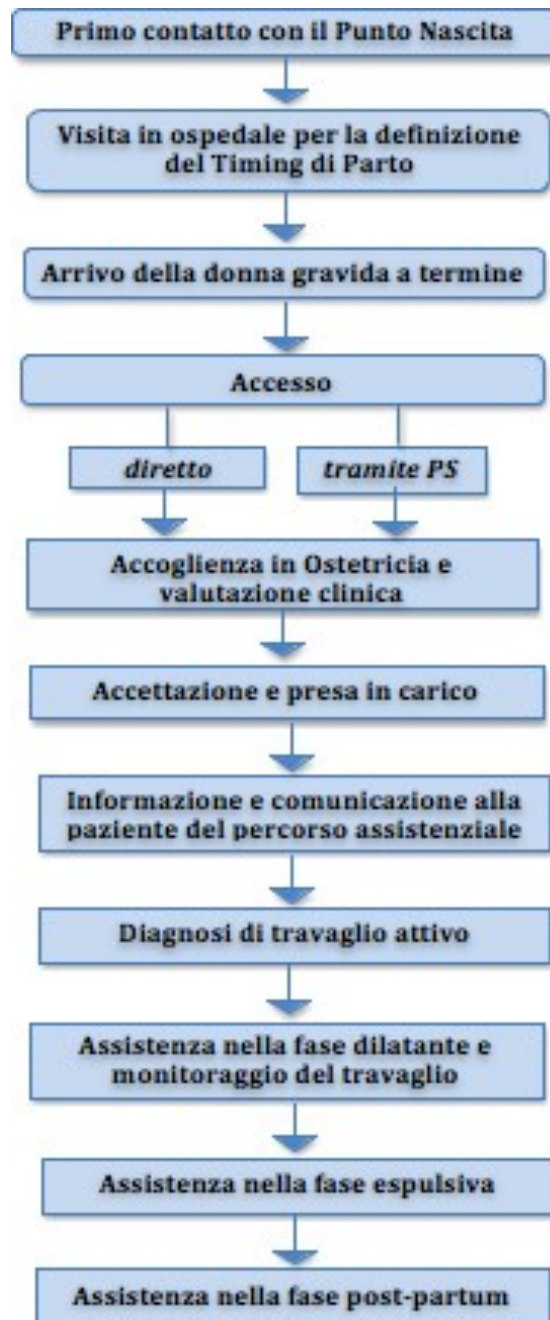 Primo contatto con il Punto Nascita
Visita in ospedale per la definizione
del Timing di Parto
Arrivo della donna gravida a termine
Accesso
diretto
tramite PS
Accoglienza in Ostetricia e
valutazione clinica
Accettazione e presa in carico
Informazione e comunicazione alla
paziente del percorso assistenziale
Diagnosi di travaglio attivo
Assistenza nella fase dilatante e
monitoraggio del travaglio
Assistenza nella fase espulsiva
Assistenza nella fase post-partum